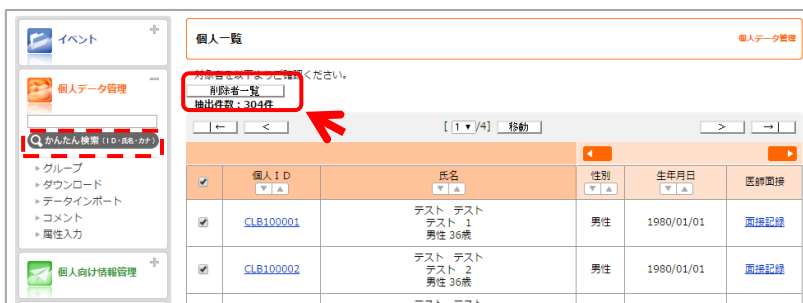 イベント
個人データ管理
かんたん検索(ID・氏名・カナ)
グループ
ダウンロード
データインポート
コメント
属性入力
個人向け情報管理
個人一覧
個人データ管理
対象者を以下よりご確認ください。
削除者一覧
抽出件数：304件
|← < [ 1 ▼ /4] 移動 > →|
◀ ▶
個人ID 氏名 性別 生年月日 医師面接
▼ ▲ ▼ ▲ ▼ ▲ ▼ ▲
テスト テスト
CLB100001 テスト 1 男性 1980/01/01 面接記録
男性 36歳
テスト テスト
CLB100002 テスト 2 男性 1980/01/01 面接記録
男性 36歳